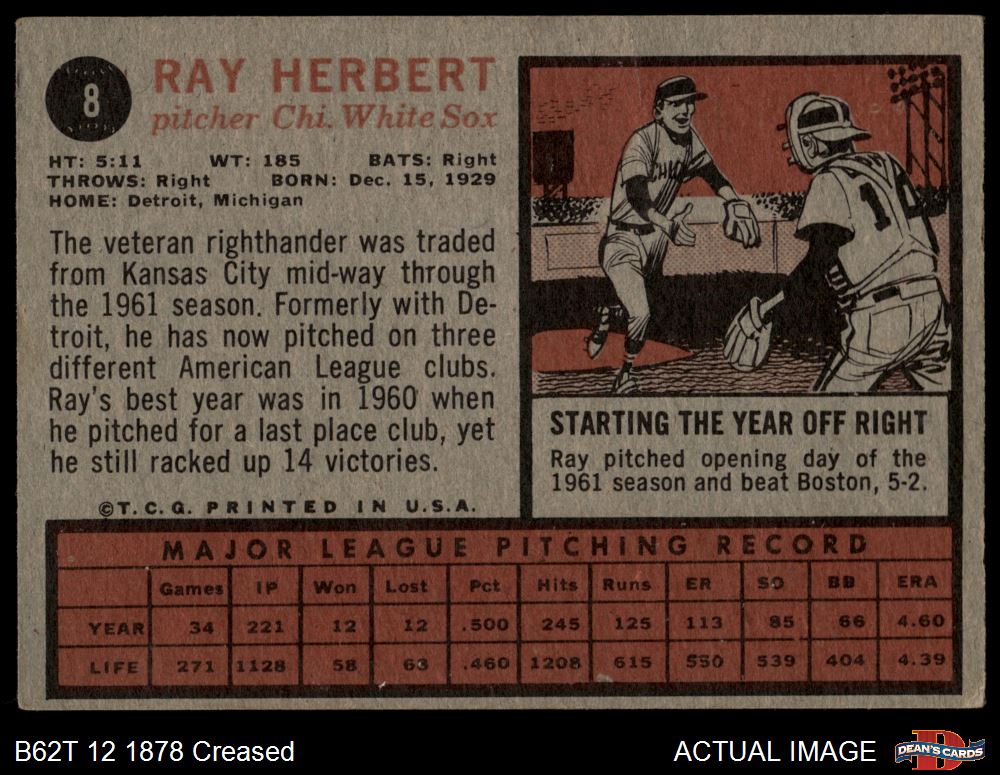 8
RAY HERBERT
pitcher Chi. White Sox
HT: 5:11 WT: 185 BATS: Right
THROWS: Right BORN: Dec. 15, 1929
HOME: Detroit, Michigan
The veteran righthander was traded
from Kansas City mid-way through
the 1961 season. Formerly with De-
troit, he has now pitched on three
different American League clubs.
Ray's best year was in 1960 when
he pitched for a last place club, yet
he still racked up 14 victories.
©T.C.G. PRINTED IN U.S.A.
CHICAGO
1
STARTING THE YEAR OFF RIGHT
Ray pitched opening day of the
1961 season and beat Boston, 5-2.
MAJOR LEAGUE PITCHING RECORD
Games IP Won Lost Pct Hits Runs ER SO BB ERA
YEAR 34 221 12 12 .500 245 125 113 85 66 4.60
LIFE 271 1128 58 63 .460 1208 615 550 539 404 4.39
B62T 12 1878 Creased
ACTUAL IMAGE
D
DEAN'S CARDS